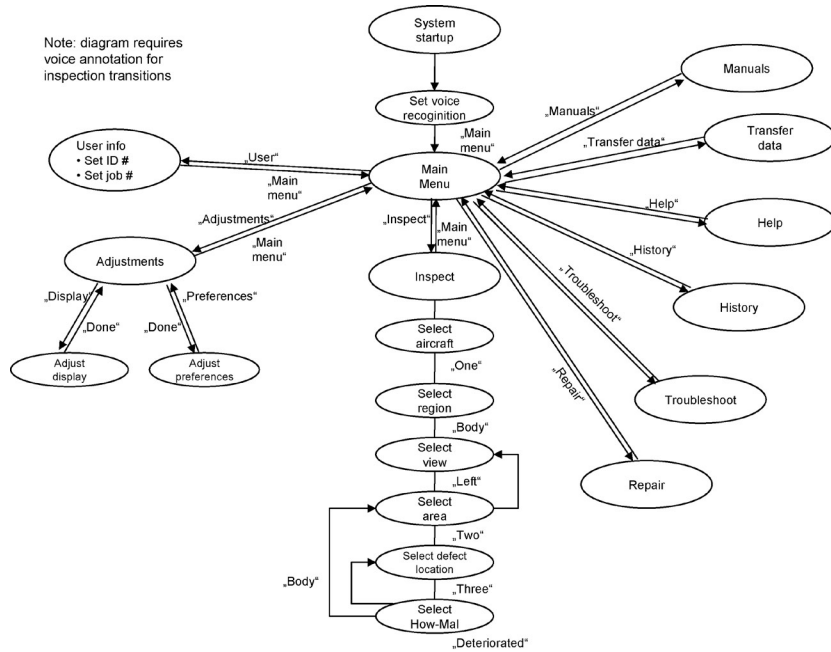 System
startup
Note: diagram requires
voice annotation for
inspection transitions
Manuals
Set voice
recoginition
„Manuals“
„Main
menu“
„Transfer data“
Transfer
data
User info
• Set ID #
• Set job #
„User“
„Main
menu“
Main
Menu
„Help“
Help
„Adjustments“
„Main
menu“
„Inspect“
„Main
menu“
„History“
History
Adjustments
Inspect
„Troubleshoot“
„Display“
„Preferences“
„Done“
„Done“
Select
aircraft
Adjust
display
Adjust
preferences
„One“
„Repair“
Troubleshoot
Select
region
„Body“
Select
view
„Left“
Repair
Select
area
„Two“
Select defect
location
„Body“
„Three“
Select
How-Mal
„Deteriorated“